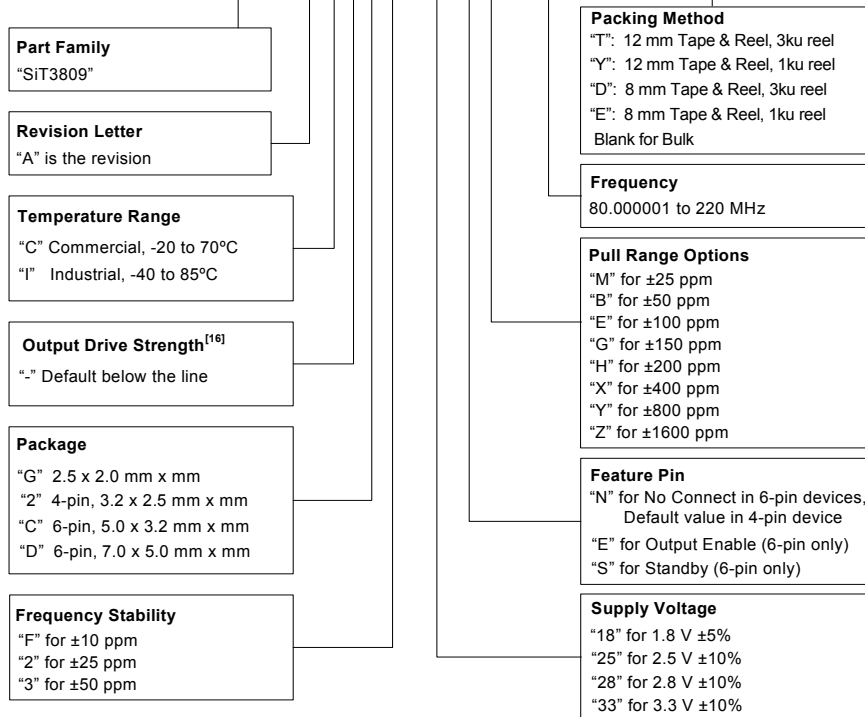 Part Family
“SiT3809”
Revision Letter
“A” is the revision
Temperature Range
“C” Commercial, -20 to 70ºC
“I” Industrial, -40 to 85ºC
Output Drive Strength[16]
“-” Default below the line
Package
“G” 2.5 x 2.0 mm x mm
“2” 4-pin, 3.2 x 2.5 mm x mm
“C” 6-pin, 5.0 x 3.2 mm x mm
“D” 6-pin, 7.0 x 5.0 mm x mm
Frequency Stability
“F” for ±10 ppm
“2” for ±25 ppm
“3” for ±50 ppm
Packing Method
“T”: 12 mm Tape & Reel, 3ku reel
“Y”: 12 mm Tape & Reel, 1ku reel
“D”: 8 mm Tape & Reel, 3ku reel
“E”: 8 mm Tape & Reel, 1ku reel
Blank for Bulk
Frequency
80.000001 to 220 MHz
Pull Range Options
“M” for ±25 ppm
“B” for ±50 ppm
“E” for ±100 ppm
“G” for ±150 ppm
“H” for ±200 ppm
“X” for ±400 ppm
“Y” for ±800 ppm
“Z” for ±1600 ppm
Feature Pin
“N” for No Connect in 6-pin devices,
Default value in 4-pin device
“E” for Output Enable (6-pin only)
“S” for Standby (6-pin only)
Supply Voltage
“18” for 1.8 V ±5%
“25” for 2.5 V ±10%
“28” for 2.8 V ±10%
“33” for 3.3 V ±10%